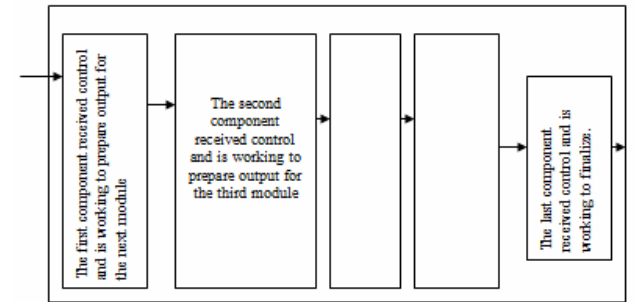 The first component received control
and is working to prepare output for
the next module
The second
component
received control
and is working to
prepare output for
the third module
The last component
received control and is
working to finalize.